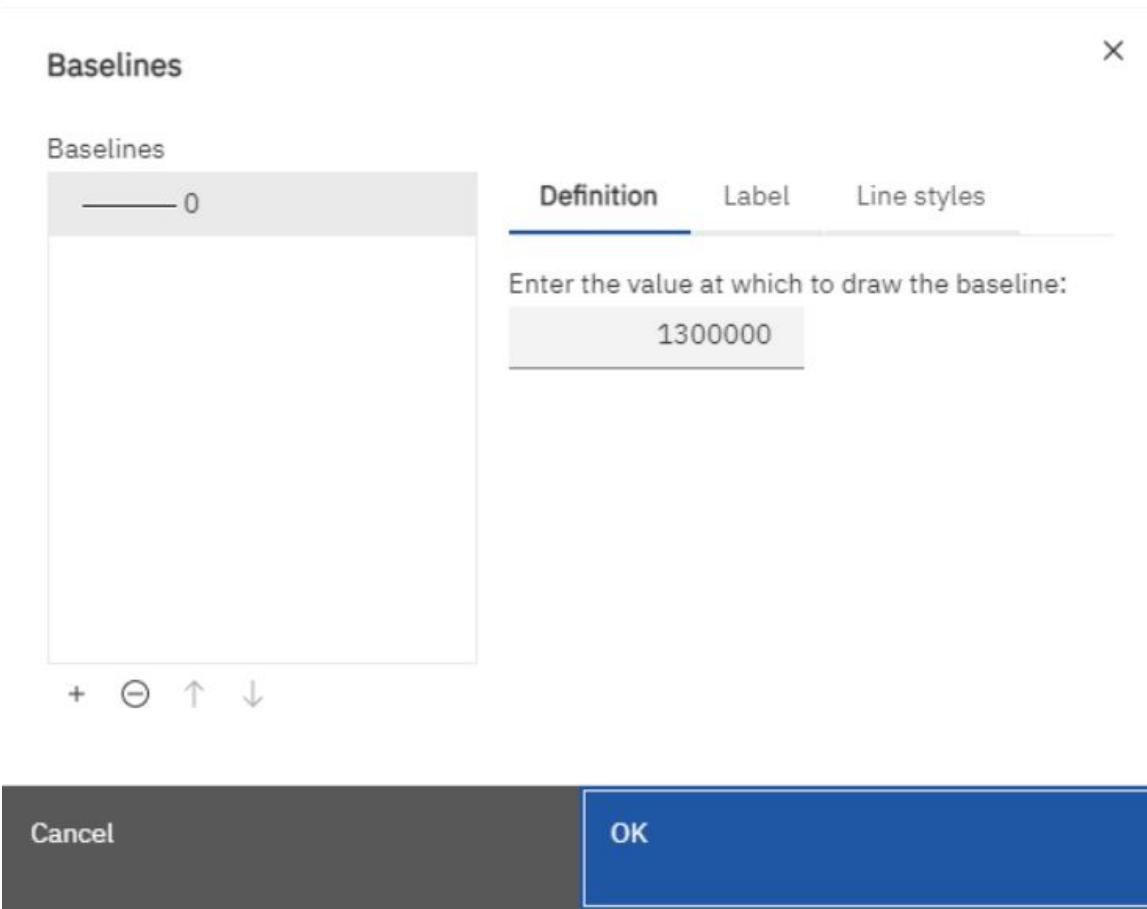 Baselines
Baselines
0
Definition Label Line styles
Enter the value at which to draw the baseline:
1300000
Cancel OK